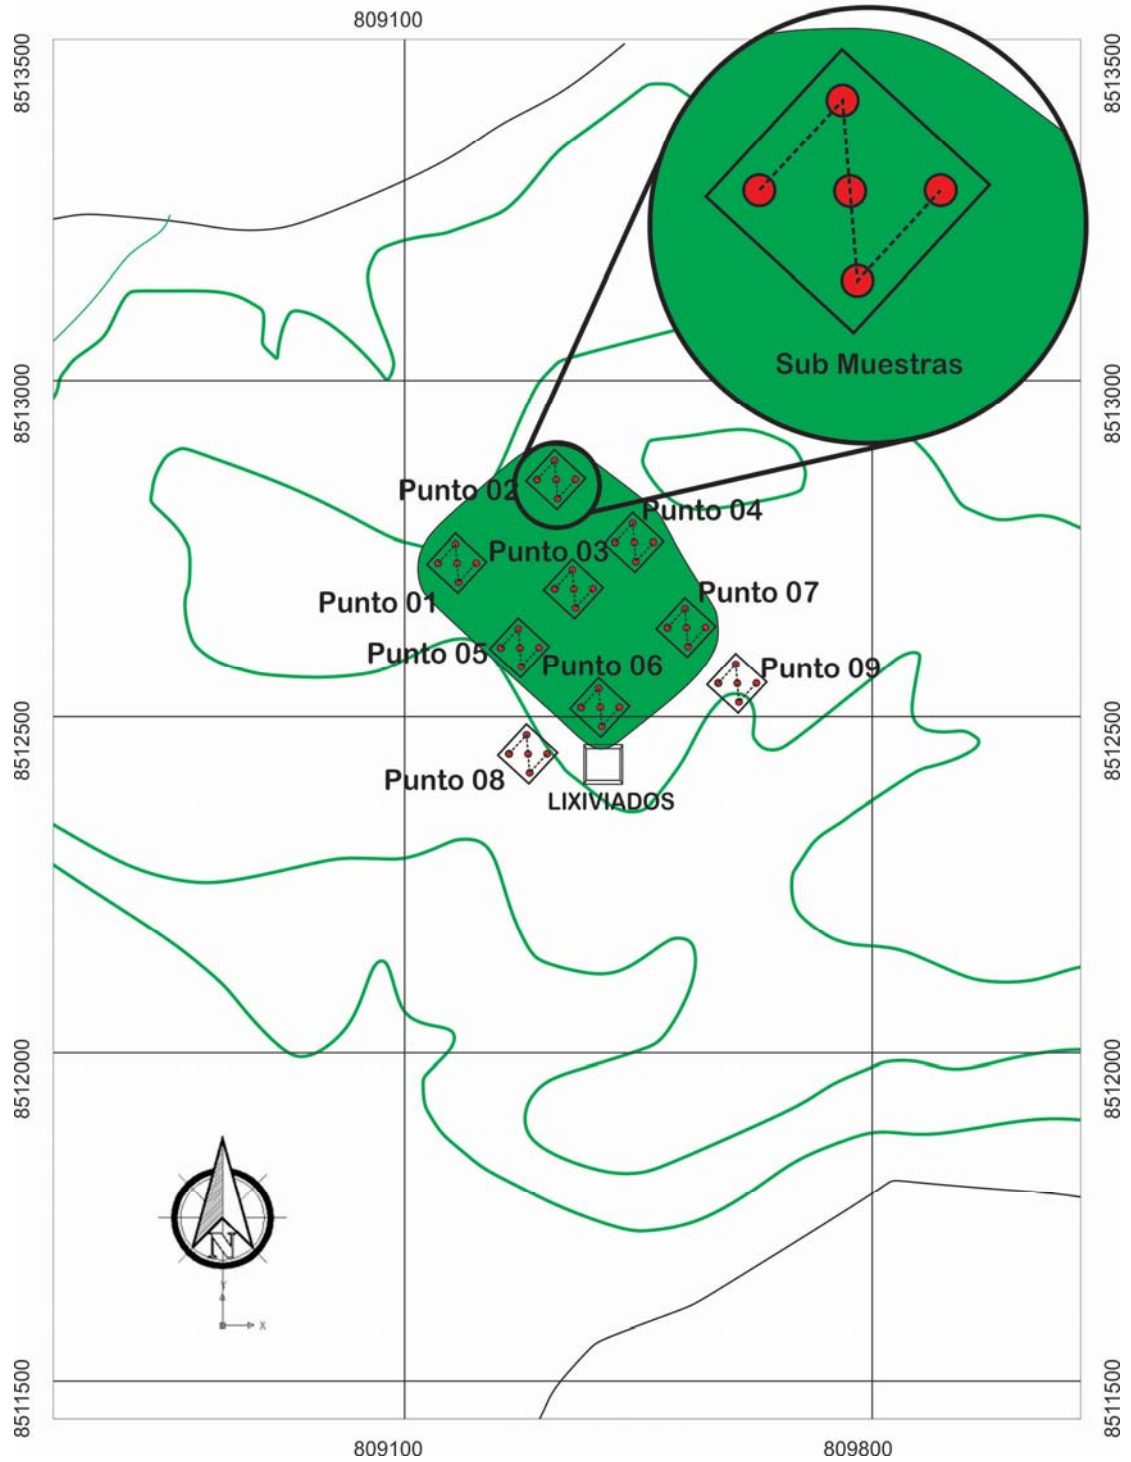 809100
8513500
8513500
Sub Muestras
8513000
8513000
Punto 02
Punto 04
Punto 03
Punto 01
Punto 07
Punto 05
Punto 06
Punto 09
8512500
8512500
Punto 08
LIXIVIADOS
8512000
8512000
N
Y
X
8511500
8511500
809100
809800